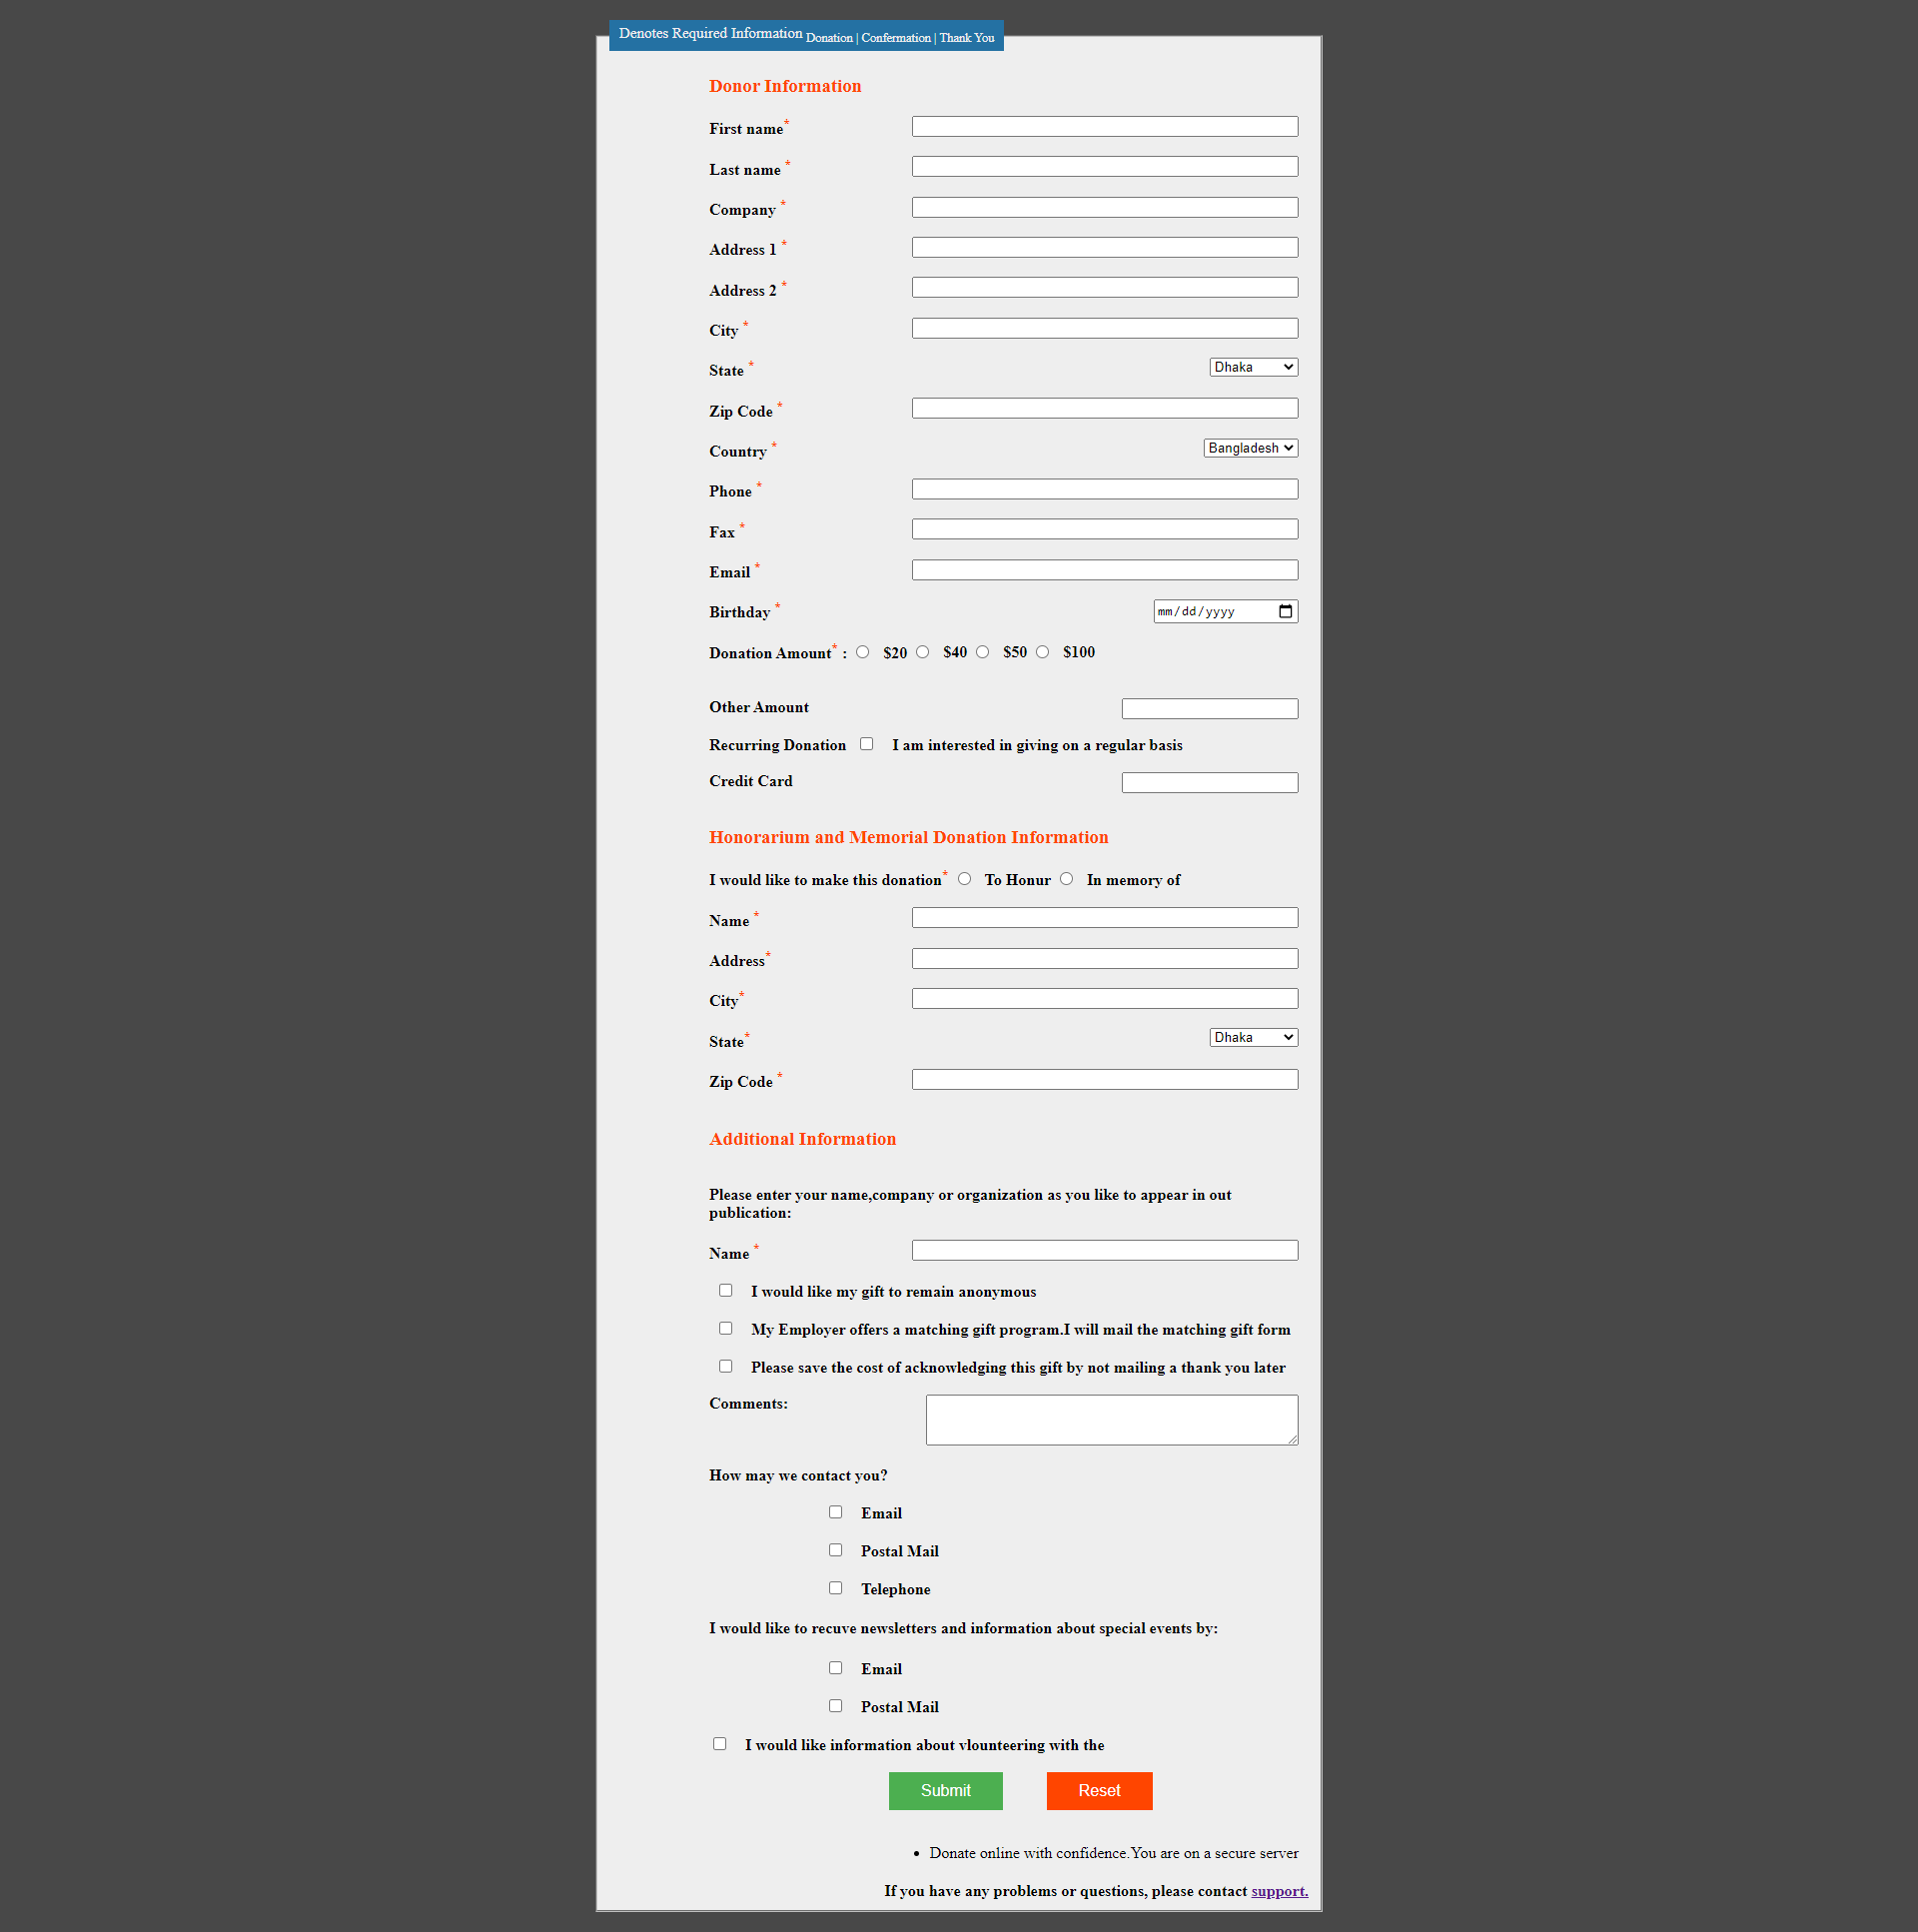 Denotes Required Information Donation | Confermation | Thank You
Donor Information
First name*
Last name *
Company *
Address 1 *
Address 2 *
City *
State * Dhaka
Zip Code *
Country * Bangladesh
Phone *
Fax *
Email *
Birthday * mm/dd/yyyy
Donation Amount* : $20 $40 $50 $100
Other Amount
Recurring Donation I am interested in giving on a regular basis
Credit Card
Honorarium and Memorial Donation Information
I would like to make this donation* To Honur In memory of
Name *
Address*
City*
State* Dhaka
Zip Code *
Additional Information
Please enter your name,company or organization as you like to appear in out
publication:
Name *
I would like my gift to remain anonymous
My Employer offers a matching gift program.I will mail the matching gift form
Please save the cost of acknowledging this gift by not mailing a thank you later
Comments:
How may we contact you?
Email
Postal Mail
Telephone
I would like to recuve newsletters and information about special events by:
Email
Postal Mail
I would like information about vlounteering with the
Submit Reset
• Donate online with confidence.You are on a secure server
If you have any problems or questions, please contact support.